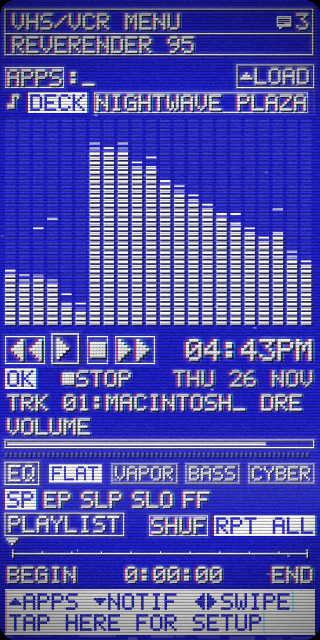 VHS/VCR MENU 3
REVERENDER 95
APPS:_ LOAD
DECK NIGHTWAVE PLAZA
04:43PM
OK STOP THU 26 NOV
TRK 01:MACINTOSH_ DRE
VOLUME
EQ FLAT VAPOR BASS CYBER
SP EP SLP SLO FF
PLAYLIST SHUF RPT ALL
BEGIN 0:00:00 END
APPS NOTIF SWIPE
TAP HERE FOR SETUP